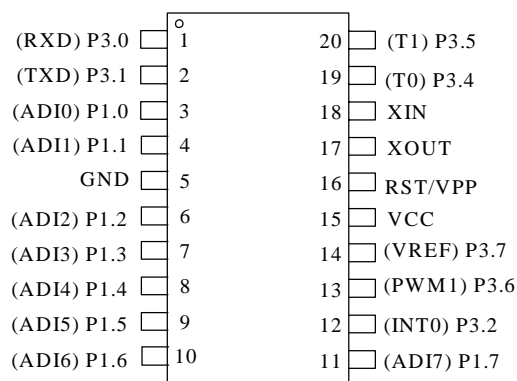 (RXD) P3.0 1 20 (T1) P3.5
(TXD) P3.1 2 19 (T0) P3.4
(ADI0) P1.0 3 18 XIN
(ADI1) P1.1 4 17 XOUT
GND 5 16 RST/VPP
(ADI2) P1.2 6 15 VCC
(ADI3) P1.3 7 14 (VREF) P3.7
(ADI4) P1.4 8 13 (PWM1) P3.6
(ADI5) P1.5 9 12 (INT0) P3.2
(ADI6) P1.6 10 11 (ADI7) P1.7